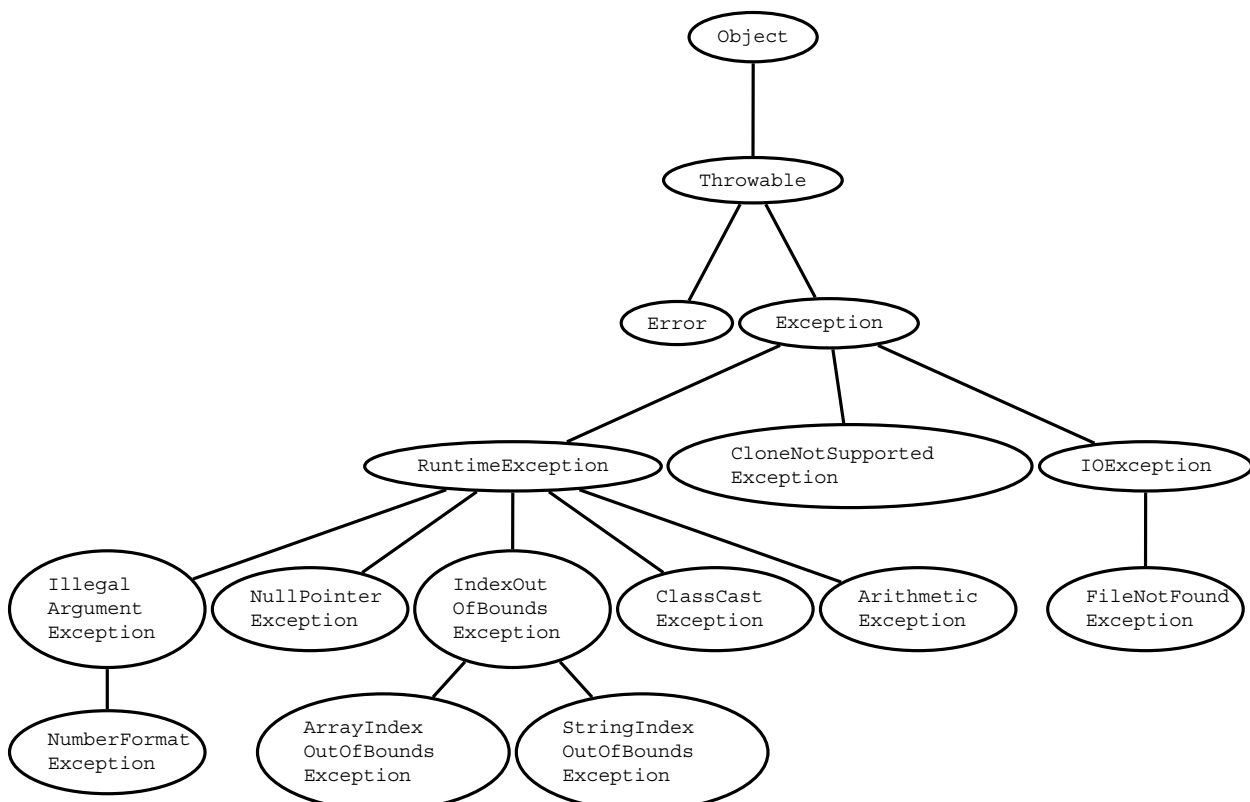 Object
Throwable
Error
Exception
RuntimeException
CloneNotSupported
Exception
IOException
Illegal
Argument
Exception
NullPointer
Exception
IndexOut
OfBounds
Exception
ClassCast
Exception
Arithmetic
Exception
FileNotFound
Exception
NumberFormat
Exception
ArrayIndex
OutOfBounds
Exception
StringIndex
OutOfBounds
Exception